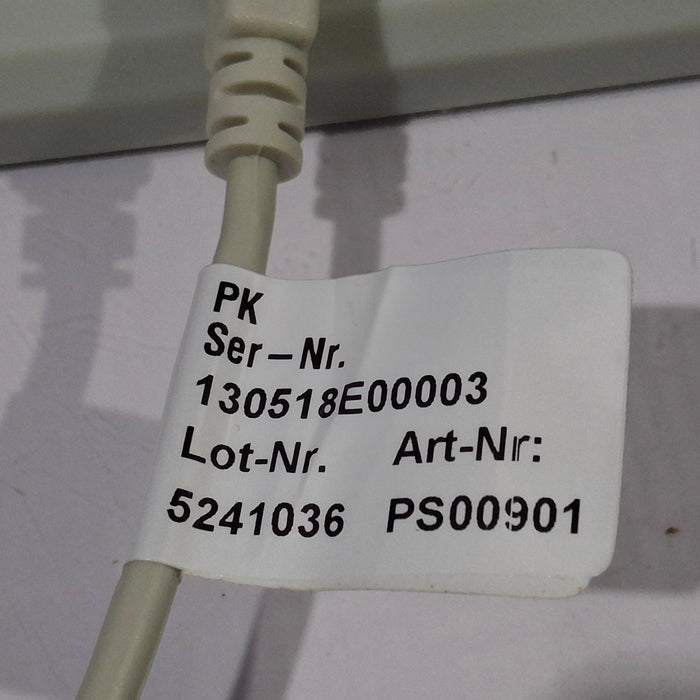 PK
Ser-Nr.
130518E00003
Lot-Nr. Art-Nr:
5241036 PS00901